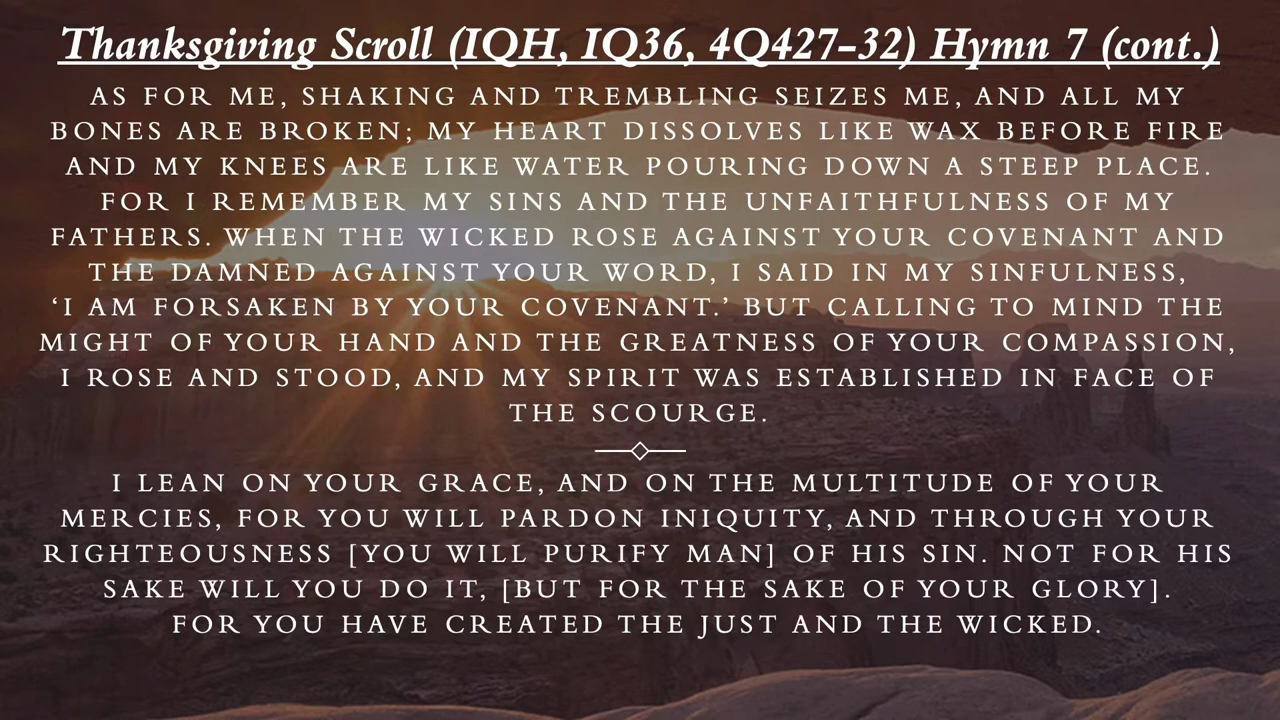 Thanksgiving Scroll (IQH, IQ36, 4Q427–32) Hymn 7 (cont.)
AS FOR ME, SHAKING AND TREMBLING SEIZES ME, AND ALL MY
BONES ARE BROKEN; MY HEART DISSOLVES LIKE WAX BEFORE FIRE
AND MY KNEES ARE LIKE WATER POURING DOWN A STEEP PLACE.
FOR I REMEMBER MY SINS AND THE UNFAITHFULNESS OF MY
FATHERS. WHEN THE WICKED ROSE AGAINST YOUR COVENANT AND
THE DAMNED AGAINST YOUR WORD, I SAID IN MY SINFULNESS,
‘I AM FORSAKEN BY YOUR COVENANT.’ BUT CALLING TO MIND THE
MIGHT OF YOUR HAND AND THE GREATNESS OF YOUR COMPASSION,
I ROSE AND STOOD, AND MY SPIRIT WAS ESTABLISHED IN FACE OF
THE SCOURGE.
I LEAN ON YOUR GRACE, AND ON THE MULTITUDE OF YOUR
MERCIES, FOR YOU WILL PARDON INIQUITY, AND THROUGH YOUR
RIGHTEOUSNESS [YOU WILL PURIFY MAN] OF HIS SIN. NOT FOR HIS
SAKE WILL YOU DO IT, [BUT FOR THE SAKE OF YOUR GLORY].
FOR YOU HAVE CREATED THE JUST AND THE WICKED.